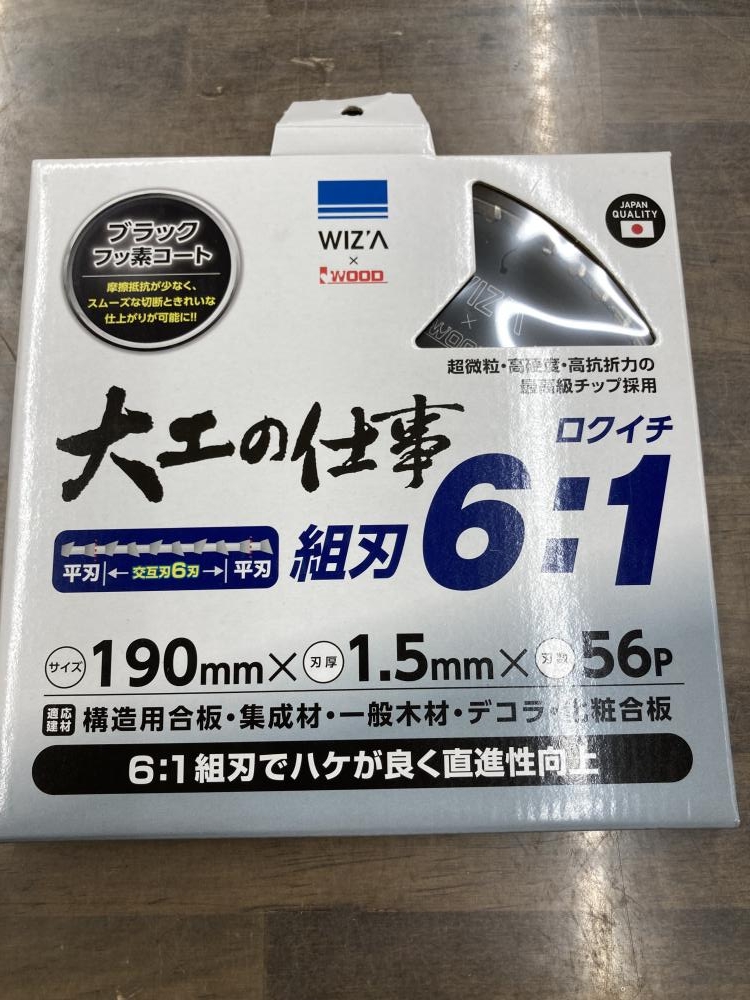 ブラック
フッ素コート
摩擦抵抗が少なく、
スムーズな切断ときれいな
仕上がりが可能に!!
WIZ'A
×
WOOD
JAPAN
QUALITY
WIZ'A
×
WOOD
超微粒・高硬度・高抗折力の
最高級チップ採用
大工の仕事
ロクイチ
組刃 6:1
平刃 ← 交互刃6刃 → 平刃
サイズ 190mm× 刃厚 1.5mm× 刃数 56P
適応
建材
構造用合板・集成材・一般木材・デコラ・化粧合板
6:1組刃でハケが良く直進性向上